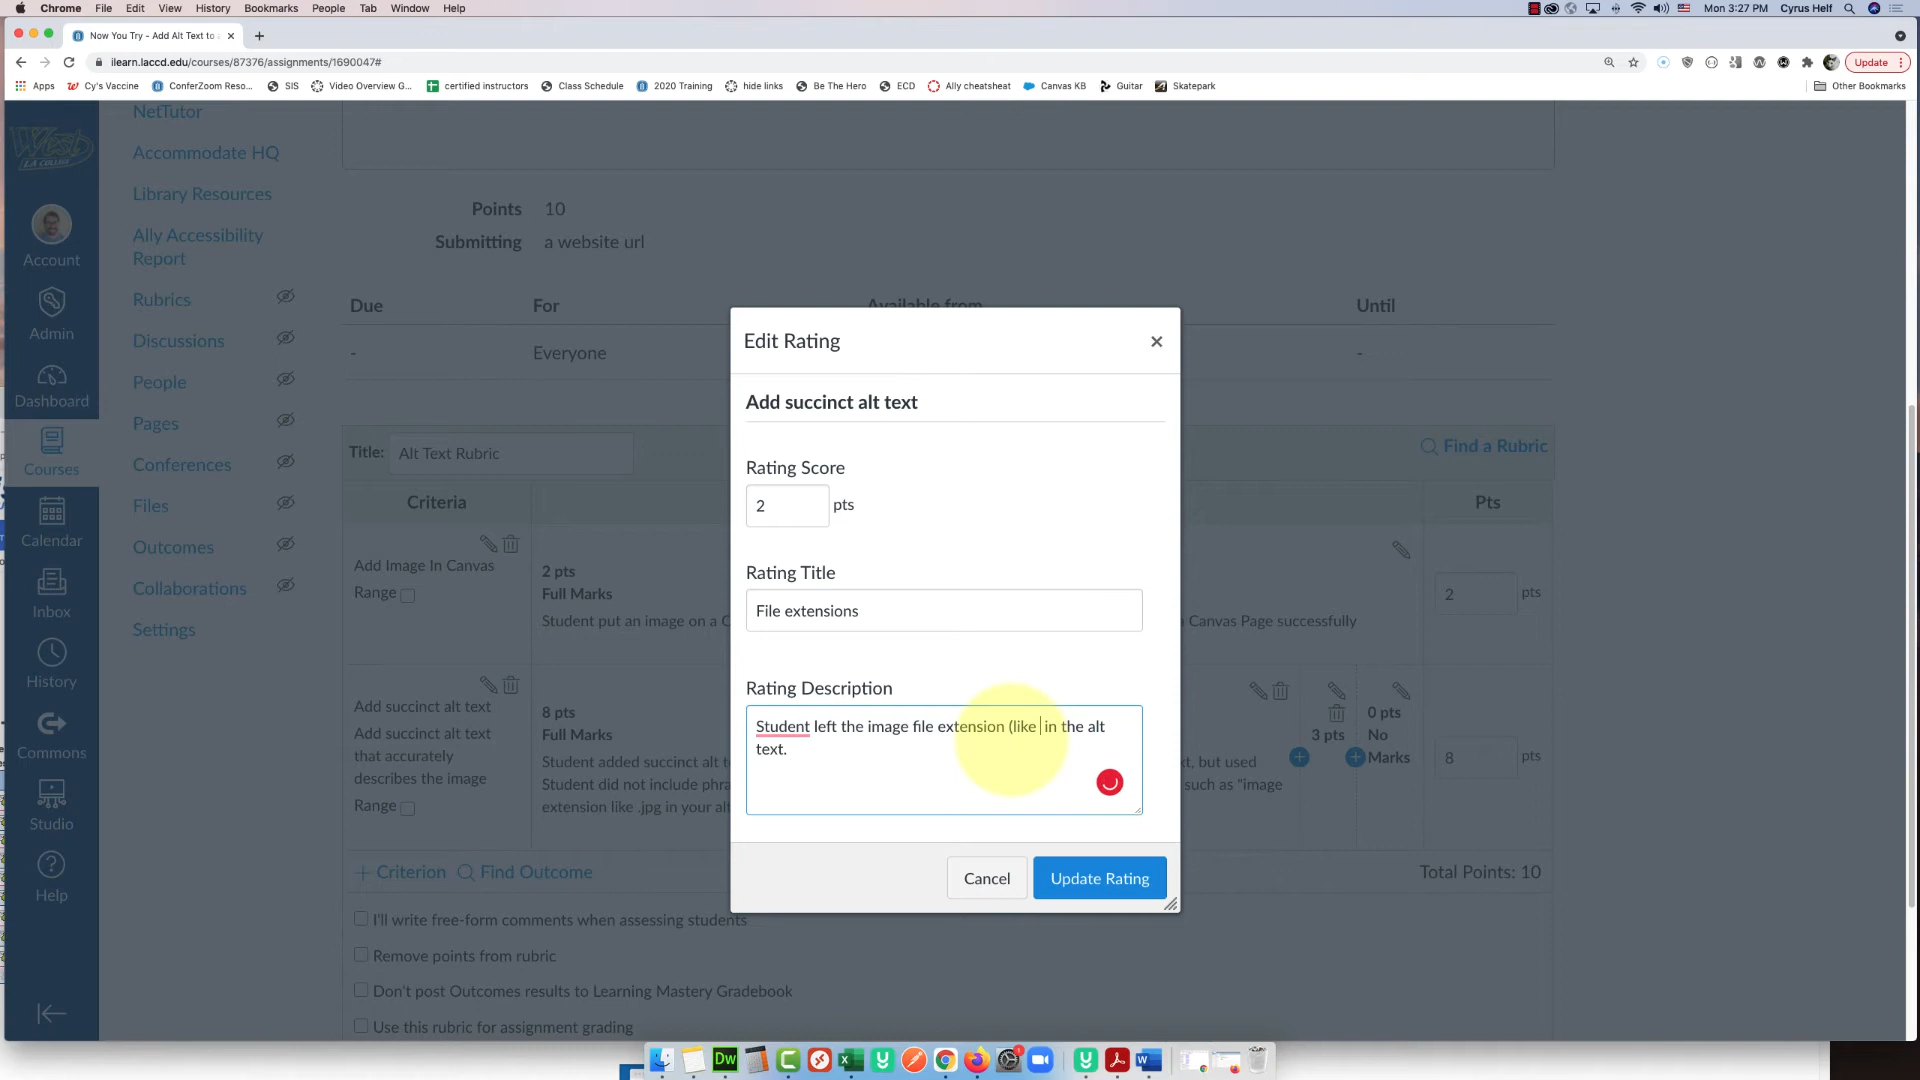 Chrome File Edit View History Bookmarks People Tab Window Help
Mon 3:27 PM Cyrus Helf
Now You Try - Add Alt Text to
ilearn.laccd.edu/courses/87376/assignments/1690047#
Update
Apps Cy's Vaccine ConferZoom Reso... SIS Video Overview G... certified instructors Class Schedule 2020 Training hide links Be The Hero ECD Ally cheatsheet Canvas KB Guitar Skatepark Other Bookmarks
West
LA COLLEGE
Account
Admin
Dashboard
Courses
Calendar
Inbox
History
Commons
Studio
Help
NetTutor
Accommodate HQ
Library Resources
Ally Accessibility
Report
Rubrics
Discussions
People
Pages
Conferences
Files
Outcomes
Collaborations
Settings
Points 10
Submitting a website url
Due For Available from Until
- Everyone -
Title: Alt Text Rubric
Find a Rubric
Criteria Pts
Add Image In Canvas
Range
2 pts
Full Marks
Student put an image on a C
a Canvas Page successfully
2 pts
Add succinct alt text
Add succinct alt text
that accurately
describes the image
Range
8 pts
Full Marks
Student added succinct alt t
Student did not include phra
extension like .jpg in your al
xt, but used
such as "image
3 pts
0 pts
No
Marks
8 pts
+ Criterion Find Outcome
Total Points: 10
I'll write free-form comments when assessing students
Remove points from rubric
Don't post Outcomes results to Learning Mastery Gradebook
Use this rubric for assignment grading
Edit Rating
Add succinct alt text
Rating Score
2 pts
Rating Title
File extensions
Rating Description
Student left the image file extension (like in the alt
text.
Cancel Update Rating
Dw
W